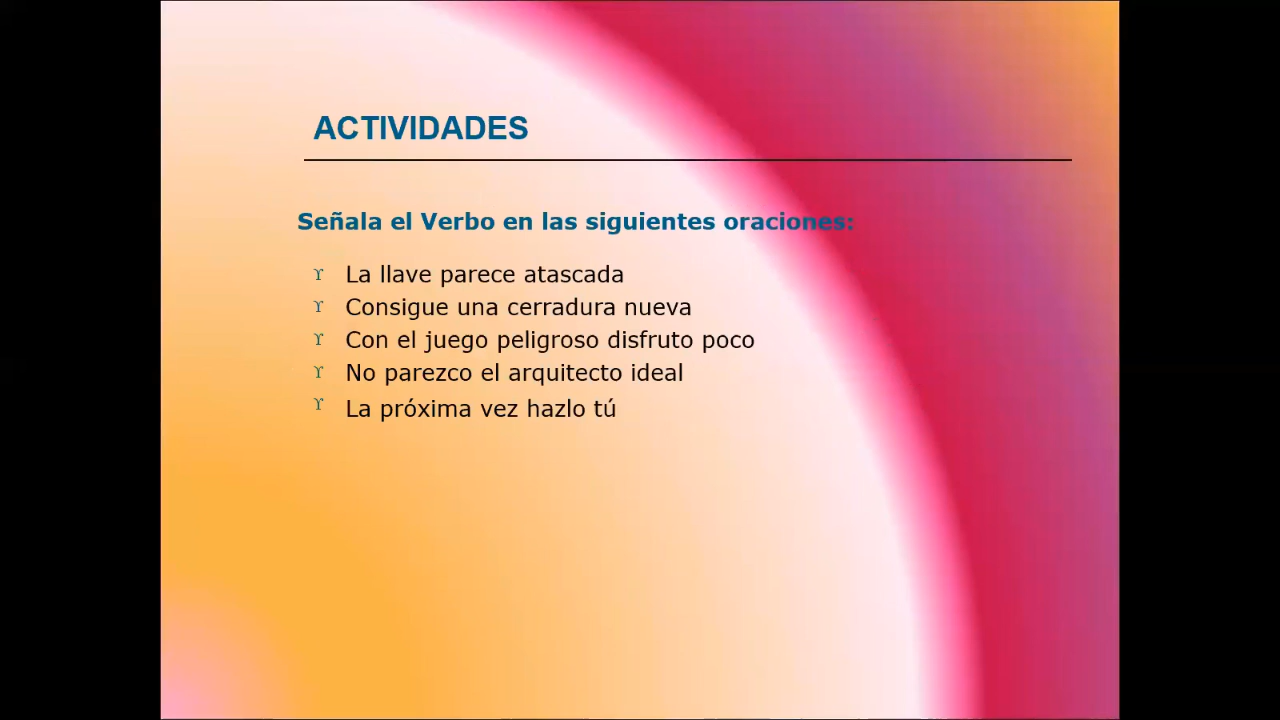 ACTIVIDADES
Señala el Verbo en las siguientes oraciones:
ϒ La llave parece atascada
ϒ Consigue una cerradura nueva
ϒ Con el juego peligroso disfruto poco
ϒ No parezco el arquitecto ideal
ϒ La próxima vez hazlo tú